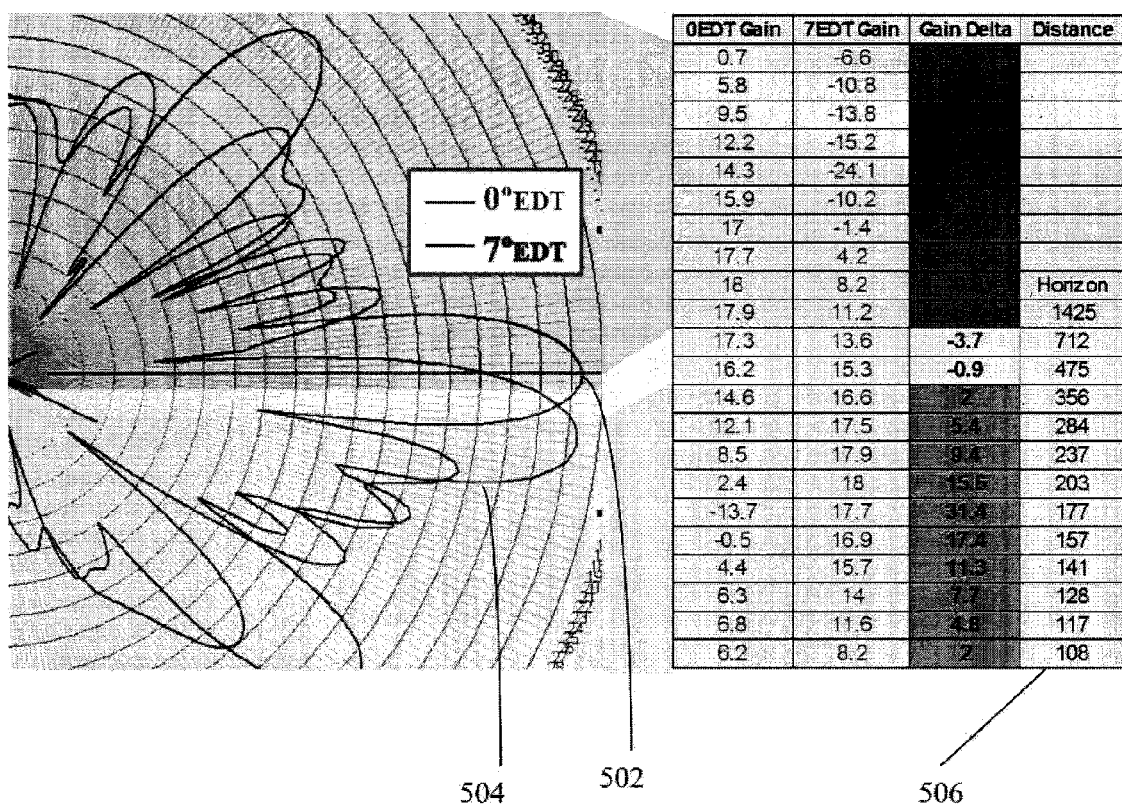 0EDT Gain 7EDT Gain Gain Delta Distance
0.7 -6.6
5.8 -10.8
9.5 -13.8
12.2 -15.2
14.3 -24.1
15.9 -10.2
17 -1.4
17.7 4.2
18 8.2 Horizon
17.9 11.2 1425
17.3 13.6 -3.7 712
16.2 15.3 -0.9 475
14.6 16.6 2 356
12.1 17.5 5.4 284
8.5 17.9 9.4 237
2.4 18 15.6 203
-13.7 17.7 31.4 177
-0.5 16.9 17.4 157
4.4 15.7 11.3 141
6.3 14 7.7 128
6.8 11.6 4.8 117
6.2 8.2 2 108
0°EDT
7°EDT
504
502
506